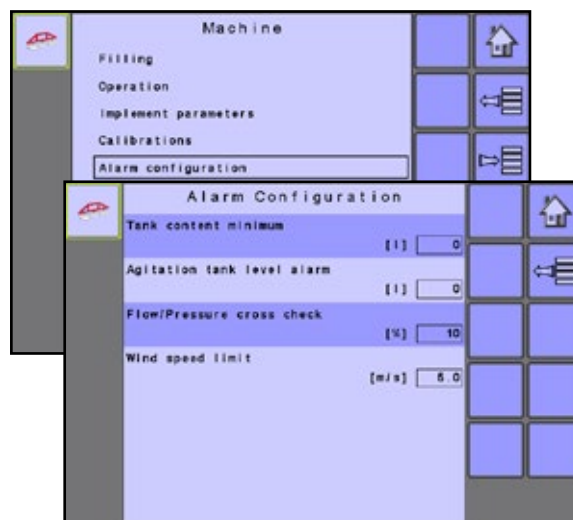 Machine
Filling
Operation
Implement parameters
Calibrations
Alarm configuration
Alarm Configuration
Tank content minimum
[l] 0
Agitation tank level alarm
[l] 0
Flow/Pressure cross check
[%] 10
Wind speed limit
[m/s] 5.0